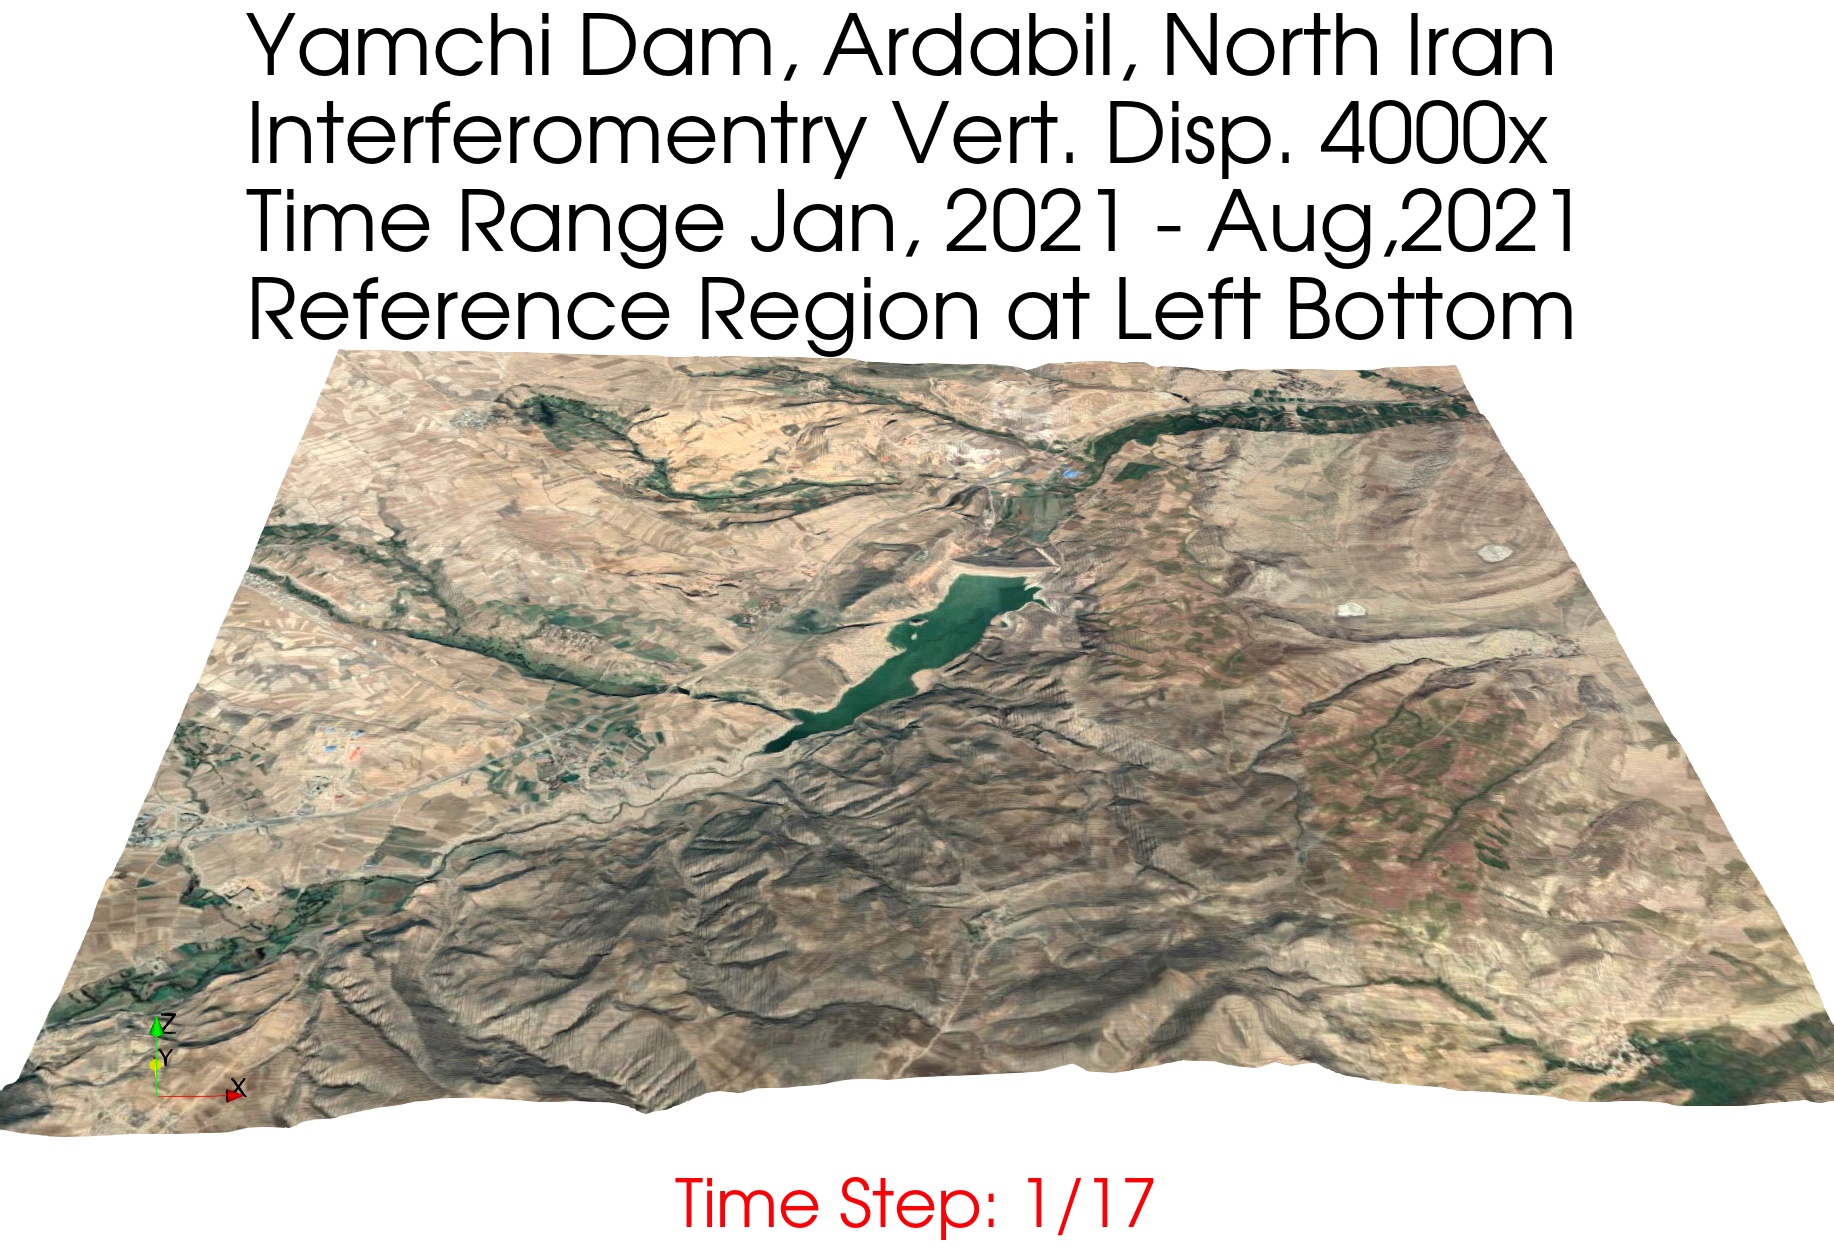 Yamchi Dam, Ardabil, North Iran
Interferomentry Vert. Disp. 4000x
Time Range Jan, 2021 - Aug,2021
Reference Region at Left Bottom
Z
Y
X
Time Step: 1/17